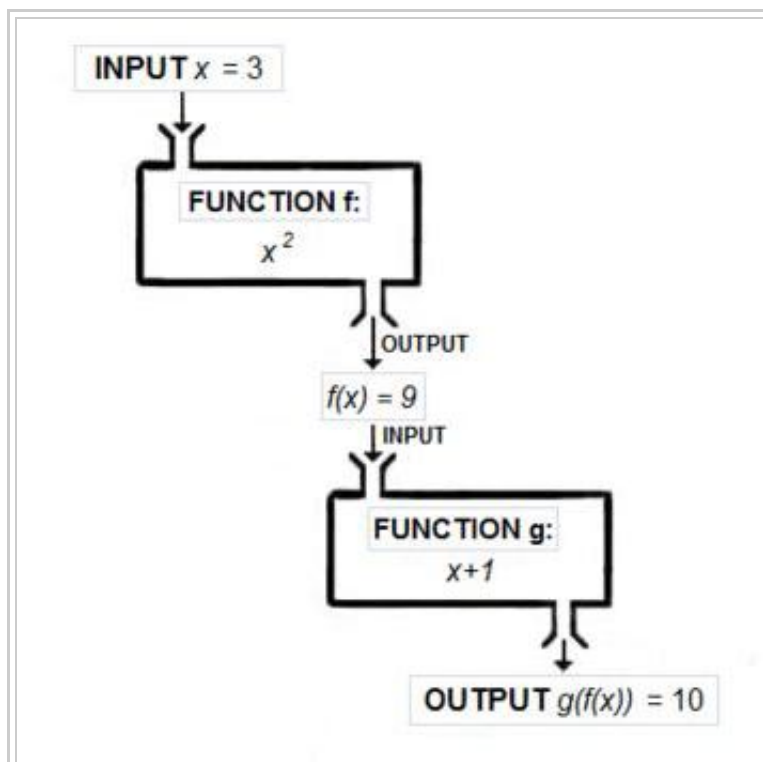 INPUT x = 3
FUNCTION f:
x²
OUTPUT
f(x) = 9
INPUT
FUNCTION g:
x+1
OUTPUT g(f(x)) = 10